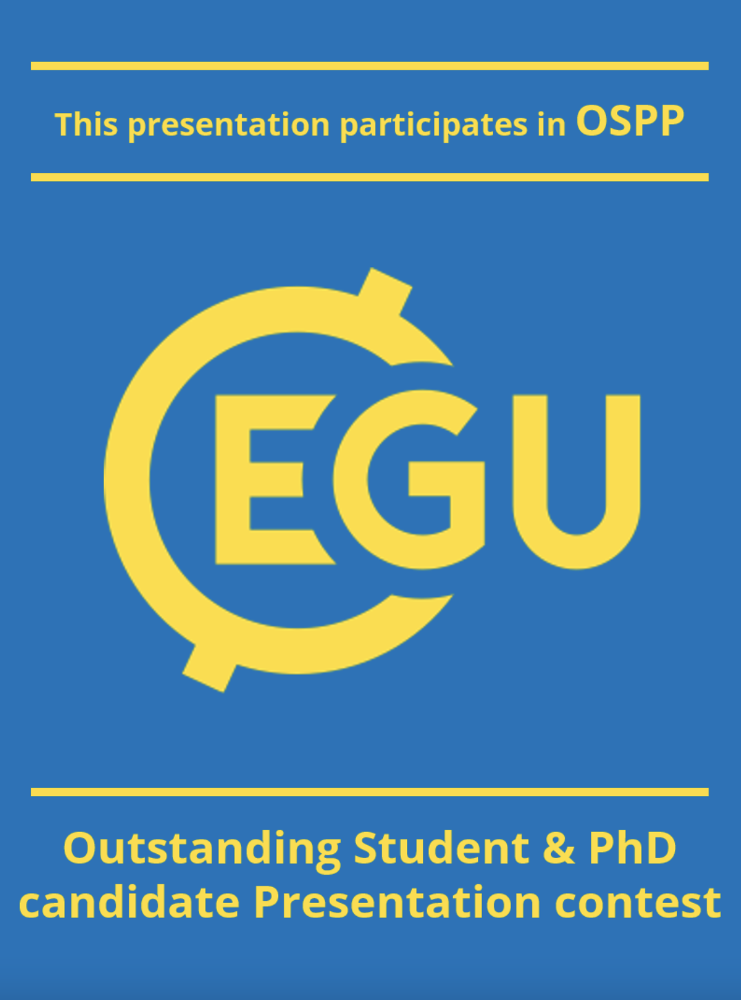 This presentation participates in OSPP
EGU
Outstanding Student & PhD
candidate Presentation contest